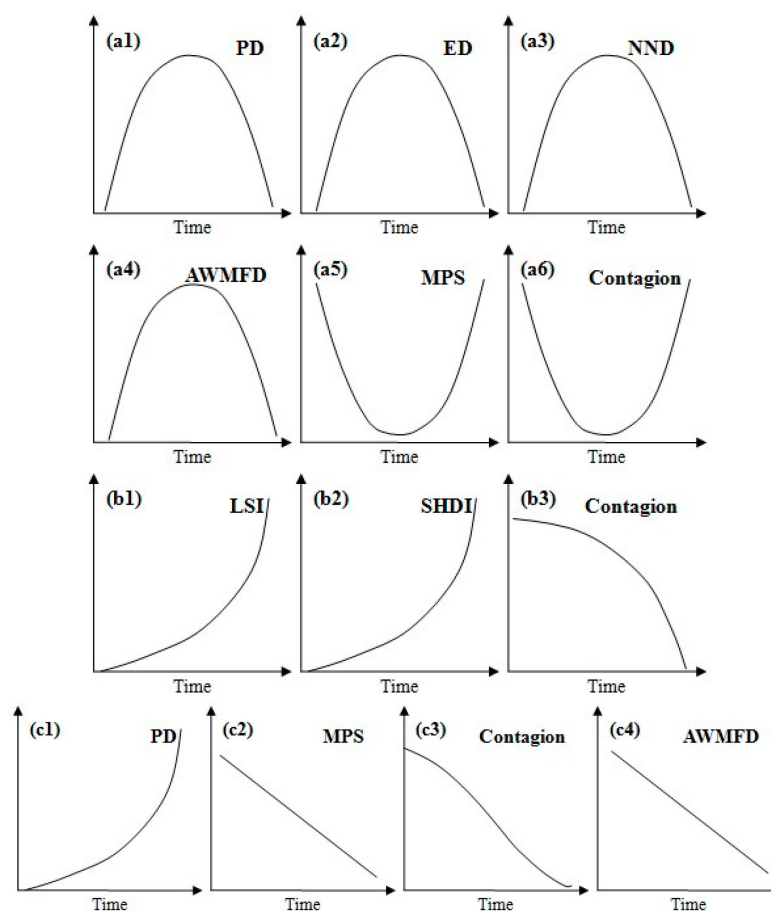 (a1) PD
(a2) ED
(a3) NND
Time
Time
Time
(a4) AWMFD
(a5) MPS
(a6) Contagion
Time
Time
Time
(b1) LSI
(b2) SHDI
(b3) Contagion
Time
Time
Time
(c1) PD
(c2) MPS
(c3) Contagion
(c4) AWMFD
Time
Time
Time
Time